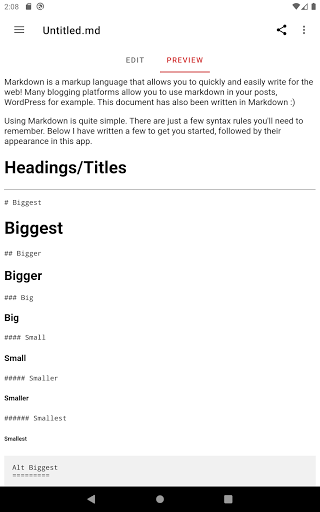 2:08
Untitled.md
EDIT
PREVIEW
Markdown is a markup language that allows you to quickly and easily write for the
web! Many blogging platforms allow you to use markdown in your posts,
WordPress for example. This document has also been written in Markdown :)
Using Markdown is quite simple. There are just a few syntax rules you'll need to
remember. Below I have written a few to get you started, followed by their
appearance in this app.
Headings/Titles
# Biggest
Biggest
## Bigger
Bigger
### Big
Big
#### Small
Small
##### Smaller
Smaller
###### Smallest
Smallest
Alt Biggest
=========